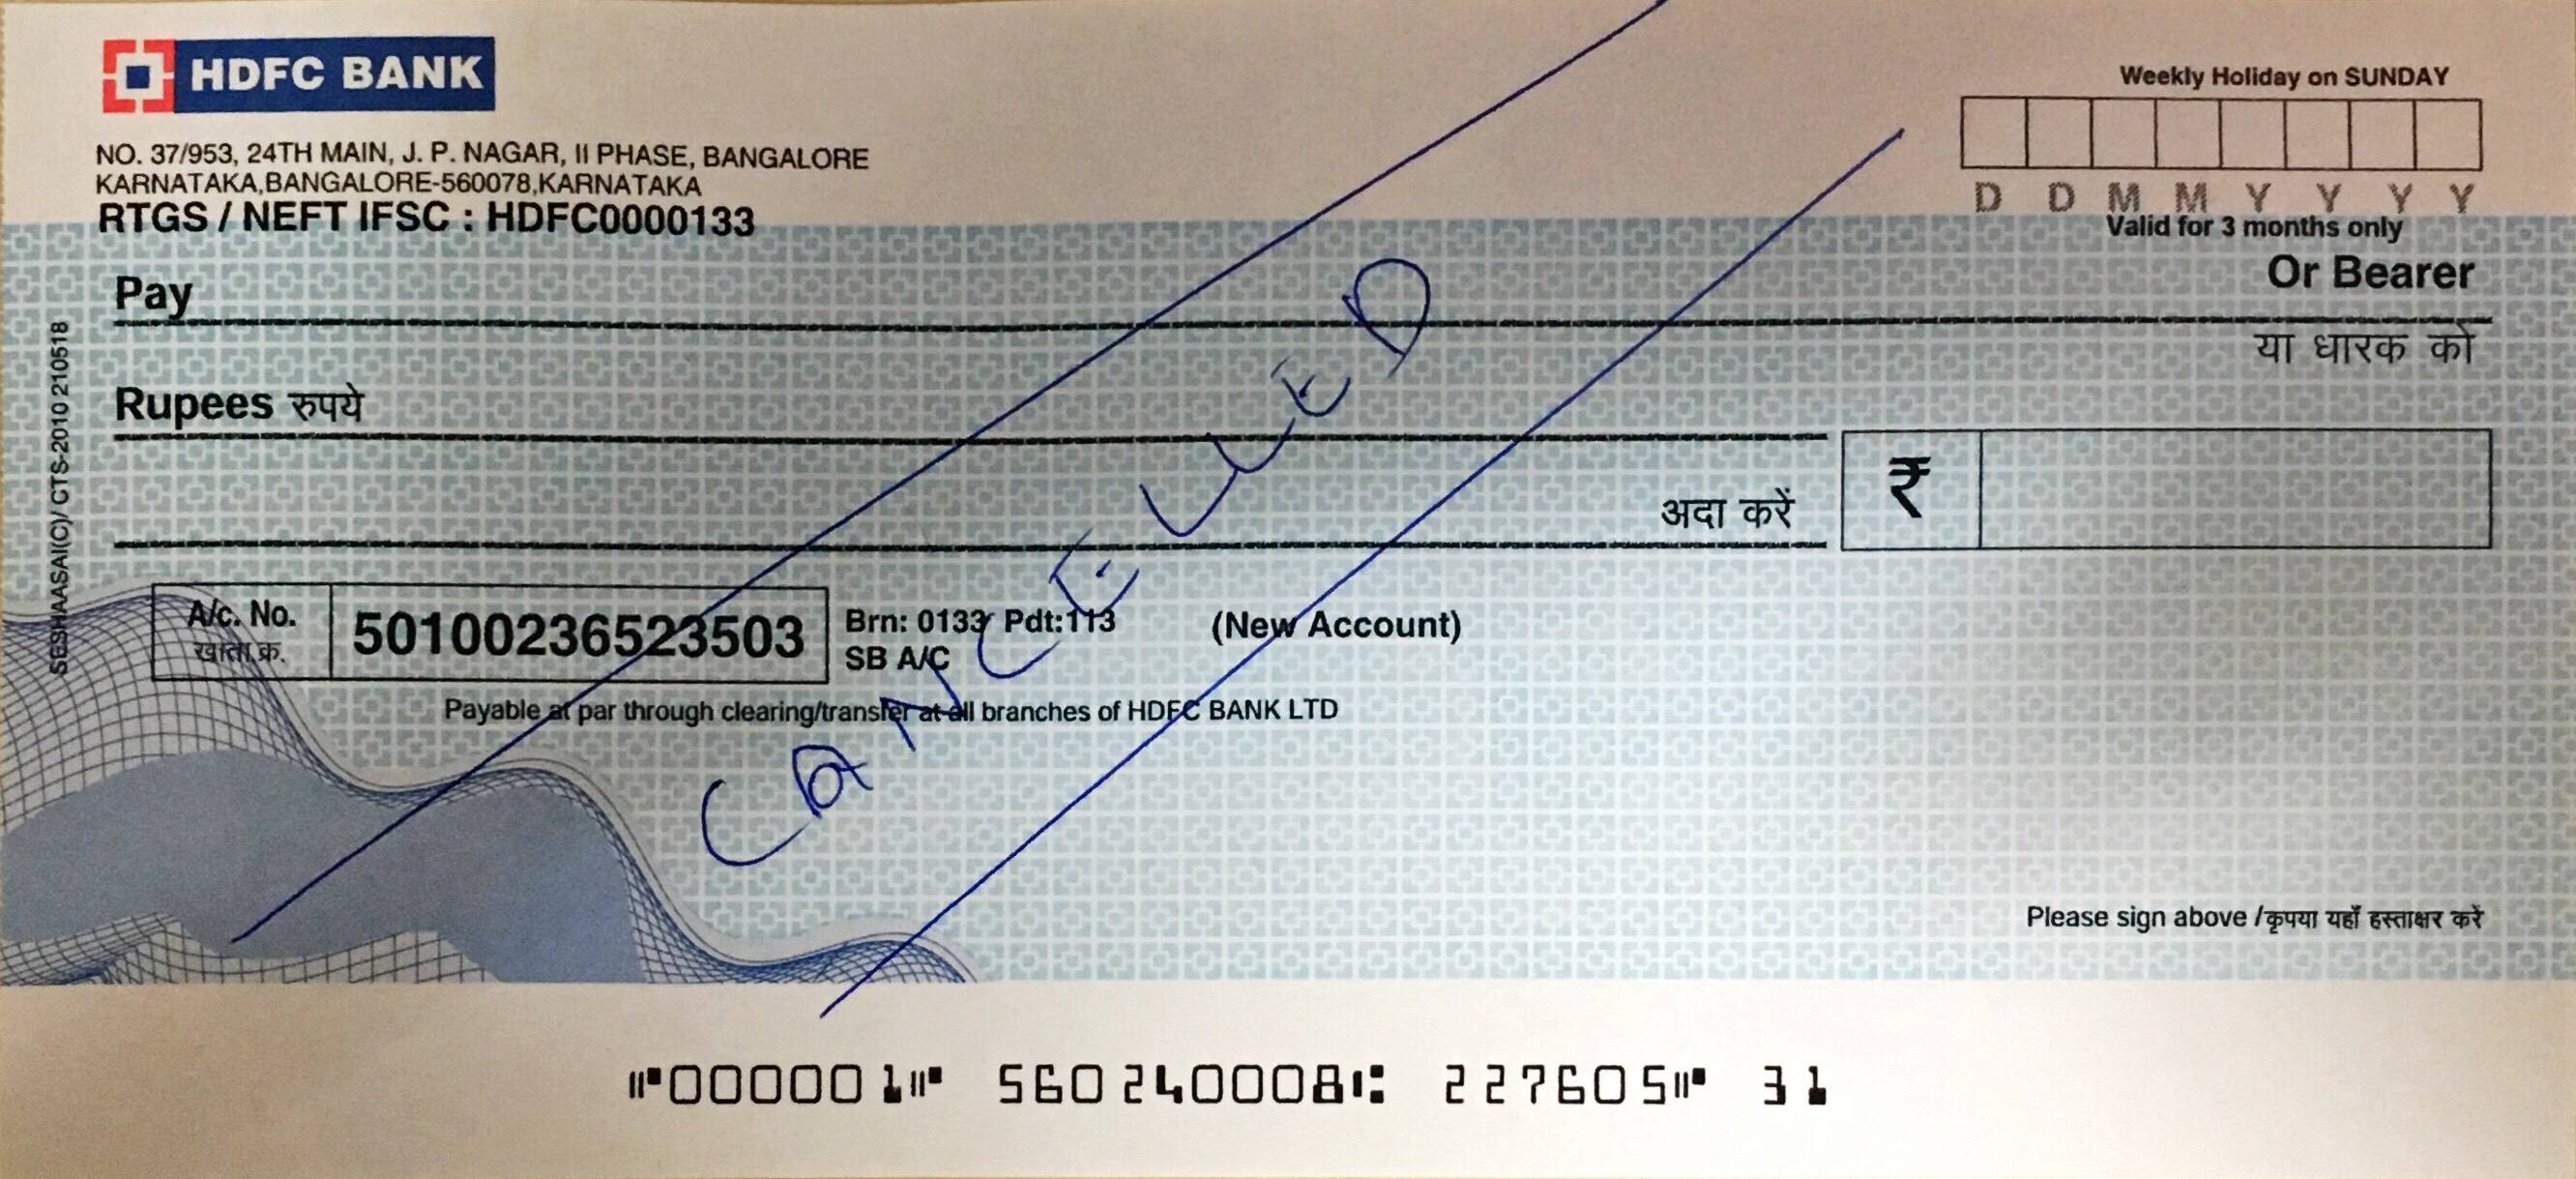 HDFC BANK
Weekly Holiday on SUNDAY
NO. 37/953, 24TH MAIN, J. P. NAGAR, II PHASE, BANGALORE
KARNATAKA,BANGALORE-560078,KARNATAKA
RTGS / NEFT IFSC : HDFC0000133
D D M M Y Y Y Y
Valid for 3 months only
Pay
Or Bearer
या धारक को
Rupees रुपये
अदा करें
₹
A/c. No.
खाता.क्र.
50100236523503
Brn: 0133 Pdt:113
SB A/C
(New Account)
Payable at par through clearing/transfer at all branches of HDFC BANK LTD
CANCELLED
Please sign above /कृपया यहाँ हस्ताक्षर करें
SESHAASAI(C)/ CTS-2010 210518
⑈000001⑈ 560240008⑆ 227605⑈ 31